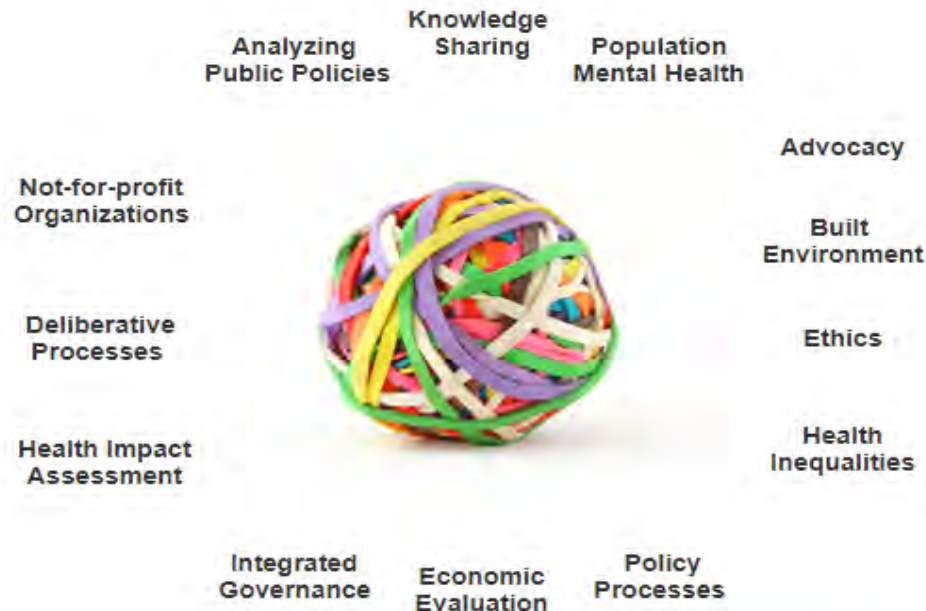 Knowledge
Sharing
Analyzing
Public Policies
Population
Mental Health
Advocacy
Not-for-profit
Organizations
Built
Environment
Deliberative
Processes
Ethics
Health Impact
Assessment
Health
Inequalities
Integrated
Governance
Economic
Evaluation
Policy
Processes